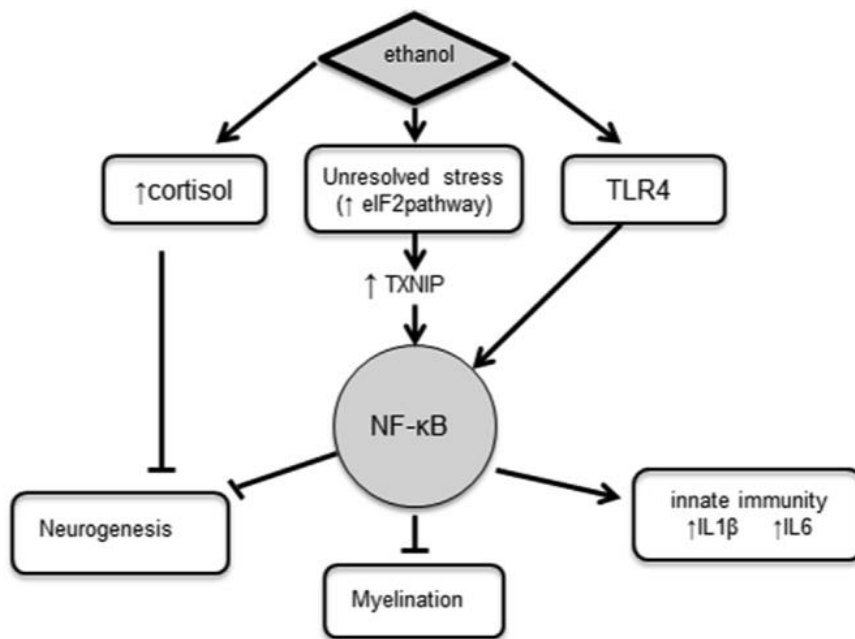 ethanol
↑cortisol
Unresolved stress
(↑ eIF2pathway)
TLR4
↑ TXNIP
NF-κB
Neurogenesis
innate immunity
↑IL1β ↑IL6
Myelination